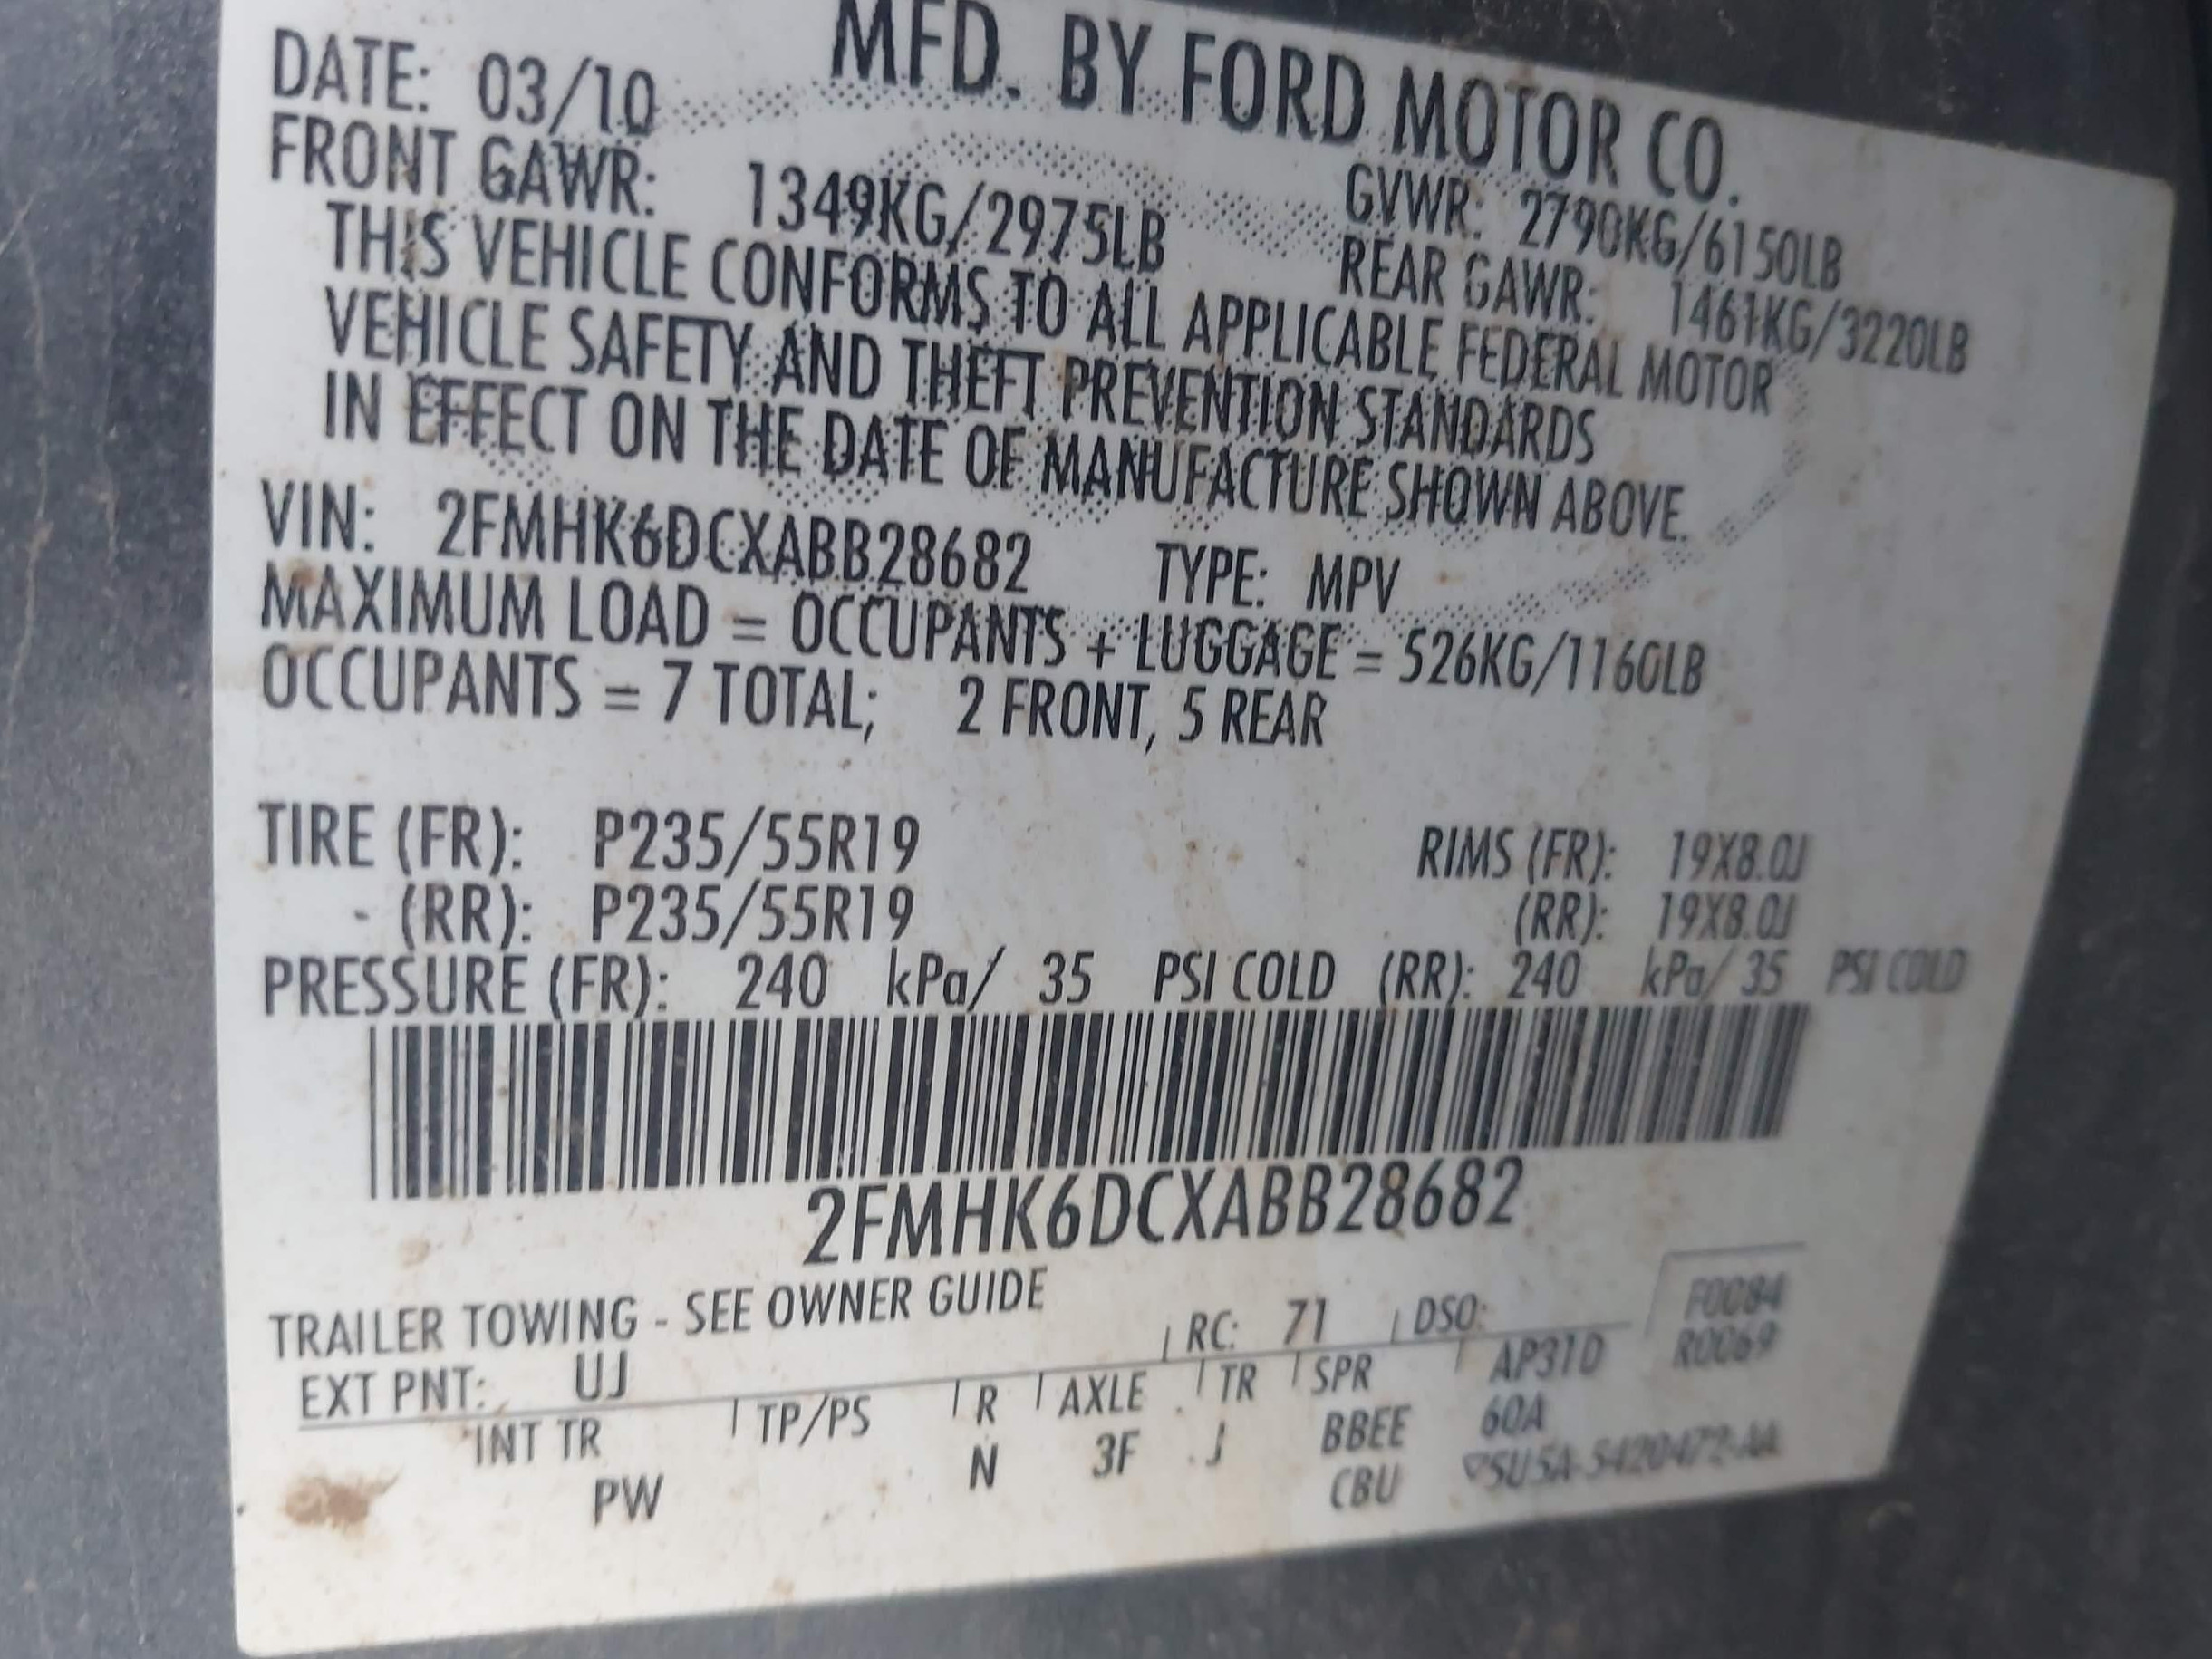 MFD. BY FORD MOTOR CO.
DATE: 03/10 GVWR: 2790KG/6150LB
FRONT GAWR: 1349KG/2975LB REAR GAWR: 1461KG/3220LB
THIS VEHICLE CONFORMS TO ALL APPLICABLE FEDERAL MOTOR
VEHICLE SAFETY AND THEFT PREVENTION STANDARDS
IN EFFECT ON THE DATE OF MANUFACTURE SHOWN ABOVE.
VIN: 2FMHK6DCXABB28682 TYPE: MPV
MAXIMUM LOAD = OCCUPANTS + LUGGAGE = 526KG/1160LB
OCCUPANTS = 7 TOTAL; 2 FRONT, 5 REAR
TIRE (FR): P235/55R19 RIMS (FR): 19X8.0J
(RR): P235/55R19 (RR): 19X8.0J
PRESSURE (FR): 240 kPa/ 35 PSI COLD (RR): 240 kPa/ 35 PSI COLD
2FMHK6DCXABB28682
TRAILER TOWING - SEE OWNER GUIDE
F0084
EXT PNT: UJ RC: 71 DSO: R0069
INT TR TP/PS R AXLE TR SPR AP31D
PW N 3F J BBEE 60A
CBU SU5A-5420472-AA